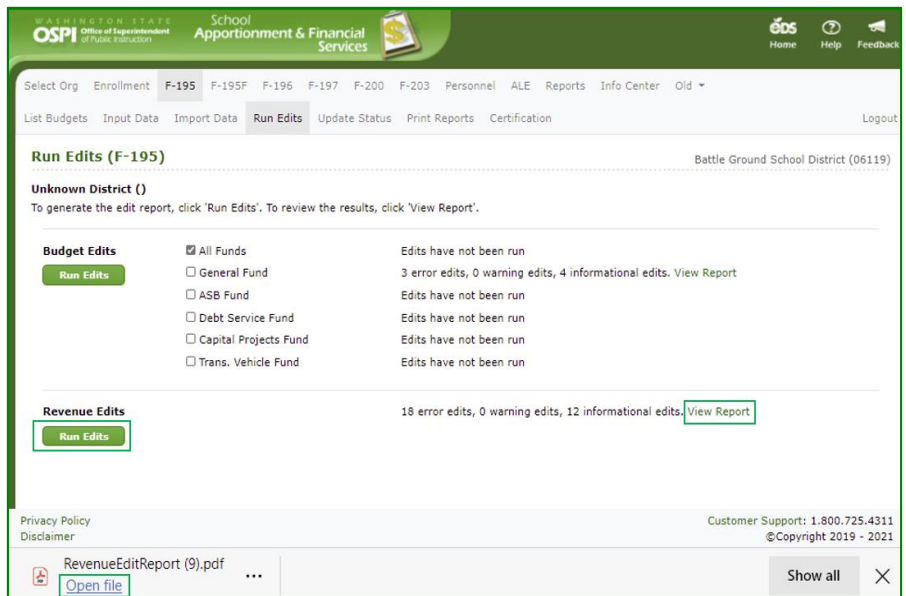 WASHINGTON STATE
OSPI Office of Superintendent of Public Instruction
School Apportionment & Financial Services
eds Home Help Feedback
Select Org Enrollment F-195 F-195F F-196 F-197 F-200 F-203 Personnel ALE Reports Info Center Old
List Budgets Input Data Import Data Run Edits Update Status Print Reports Certification Logout
Run Edits (F-195) Battle Ground School District (06119)
Unknown District ()
To generate the edit report, click 'Run Edits'. To review the results, click 'View Report'.
Budget Edits All Funds Edits have not been run
Run Edits General Fund 3 error edits, 0 warning edits, 4 informational edits. View Report
ASB Fund Edits have not been run
Debt Service Fund Edits have not been run
Capital Projects Fund Edits have not been run
Trans. Vehicle Fund Edits have not been run
Revenue Edits 18 error edits, 0 warning edits, 12 informational edits. View Report
Run Edits
Privacy Policy Customer Support: 1.800.725.4311
Disclaimer ©Copyright 2019 - 2021
RevenueEditReport (9).pdf ... Show all
Open file